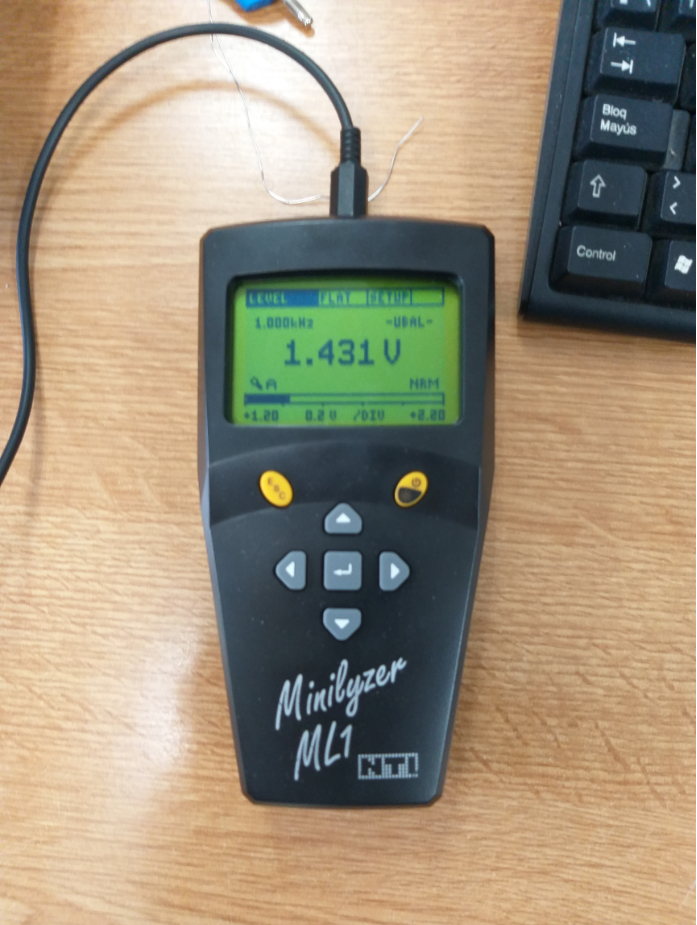 Bloq
Mayús
>
<
Control
LEVEL FLAT SETUP
1.000kHz -UBAL-
1.431 V
A NRM
+1.20 0.2 V /DIV +2.20
ESC
Minilyzer
ML1
NTI